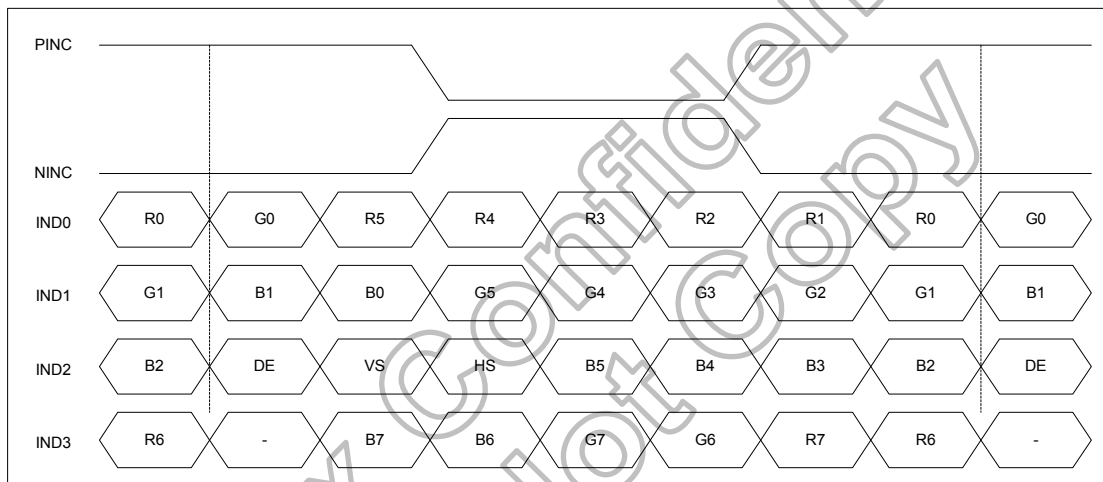 PINC
NINC
IND0 R0 G0 R5 R4 R3 R2 R1 R0 G0
IND1 G1 B1 B0 G5 G4 G3 G2 G1 B1
IND2 B2 DE VS HS B5 B4 B3 B2 DE
IND3 R6 - B7 B6 G7 G6 R7 R6 -